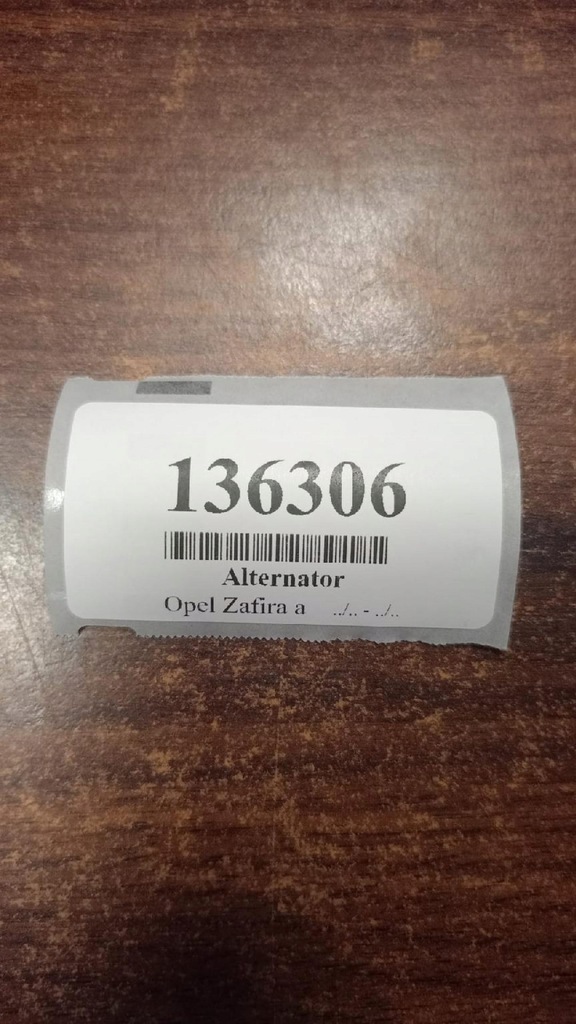 136306
Alternator
Opel Zafira a ../.. - ../..